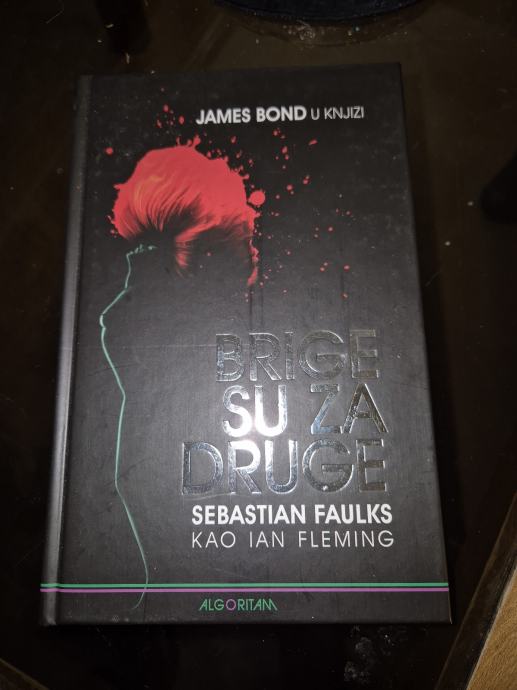 JAMES BOND U KNJIZI
BRIGE
SU ZA
DRUGE
SEBASTIAN FAULKS
KAO IAN FLEMING
ALGORITAM